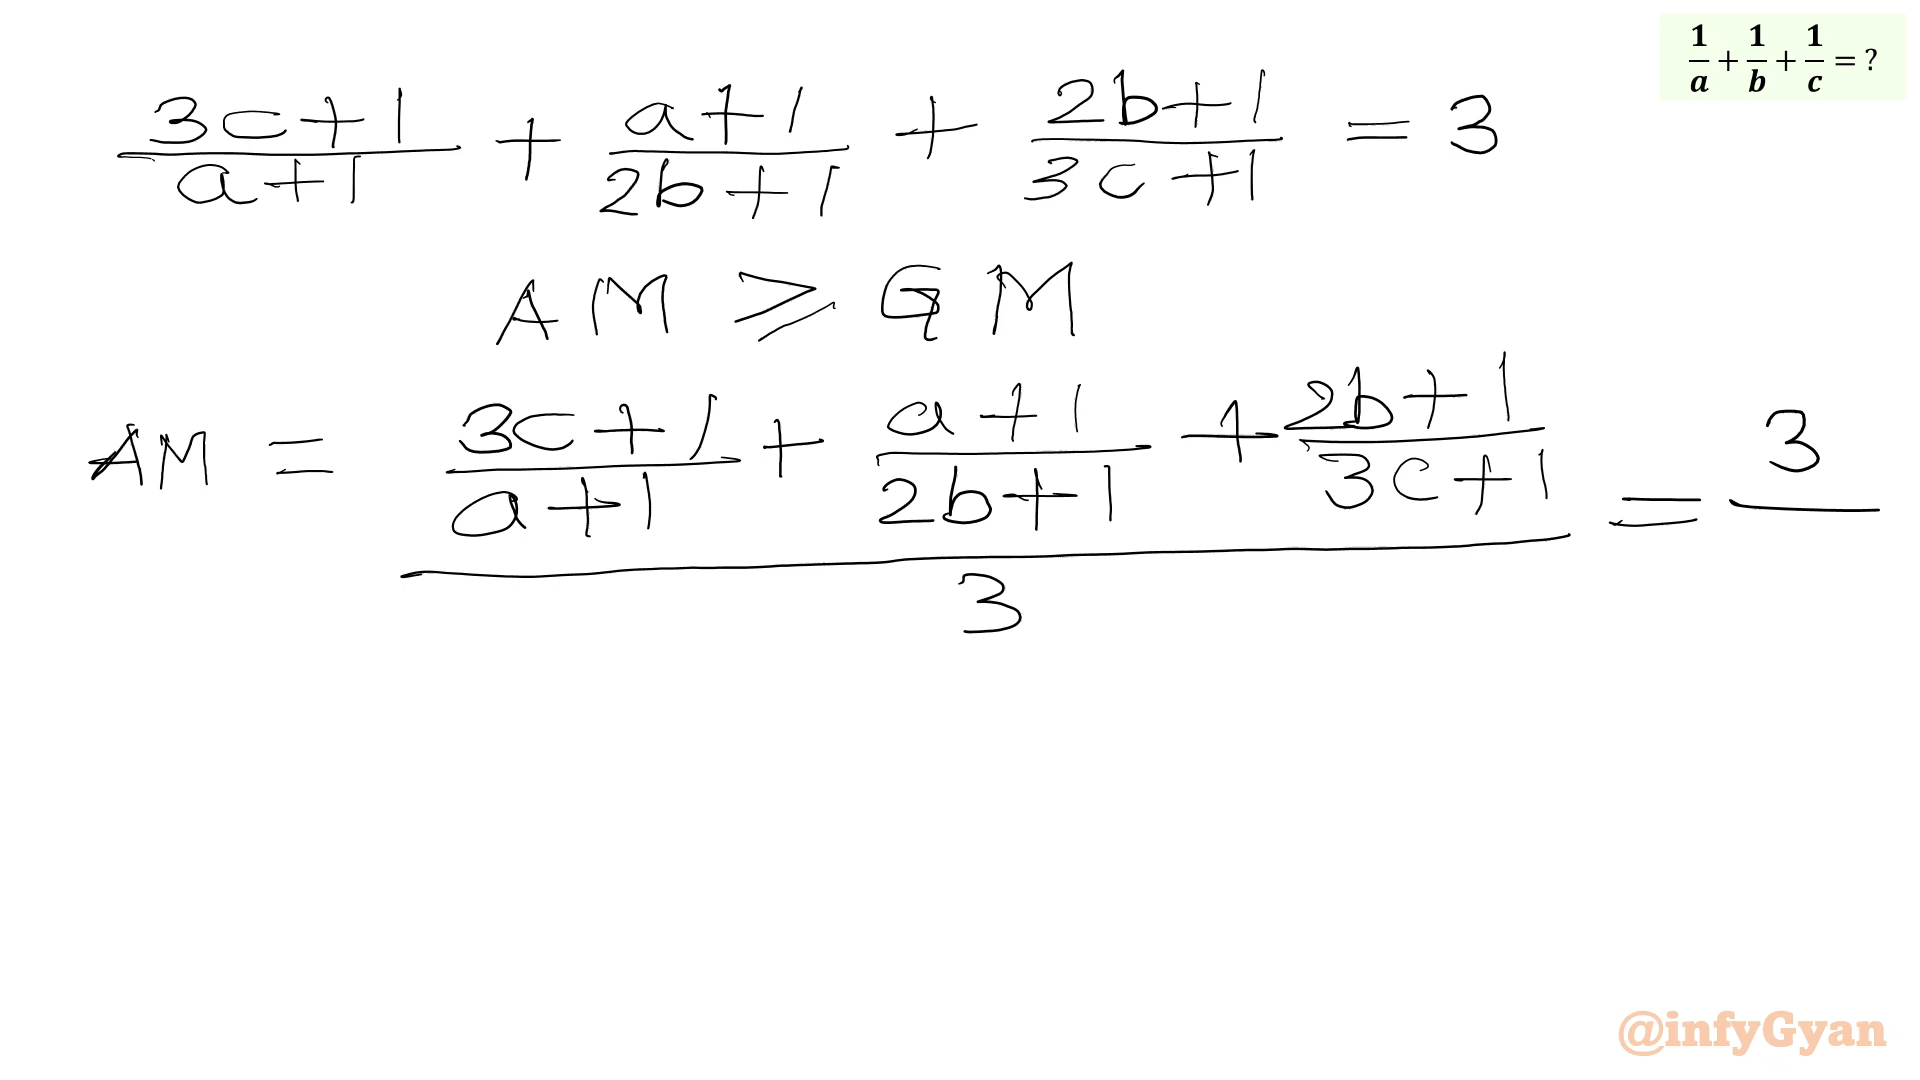 1/a + 1/b + 1/c = ?
(3c+1)/(a+1) + (a+1)/(2b+1) + (2b+1)/(3c+1) = 3
AM ≥ GM
AM = ((3c+1)/(a+1) + (a+1)/(2b+1) + (2b+1)/(3c+1))/3 = 3/
@infyGyan